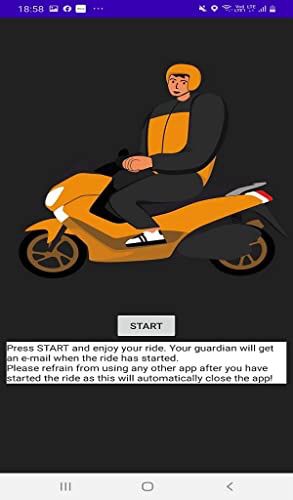 18:58
START
Press START and enjoy your ride. Your guardian will get
an e-mail when the ride has started.
Please refrain from using any other app after you have
started the ride as this will automatically close the app!